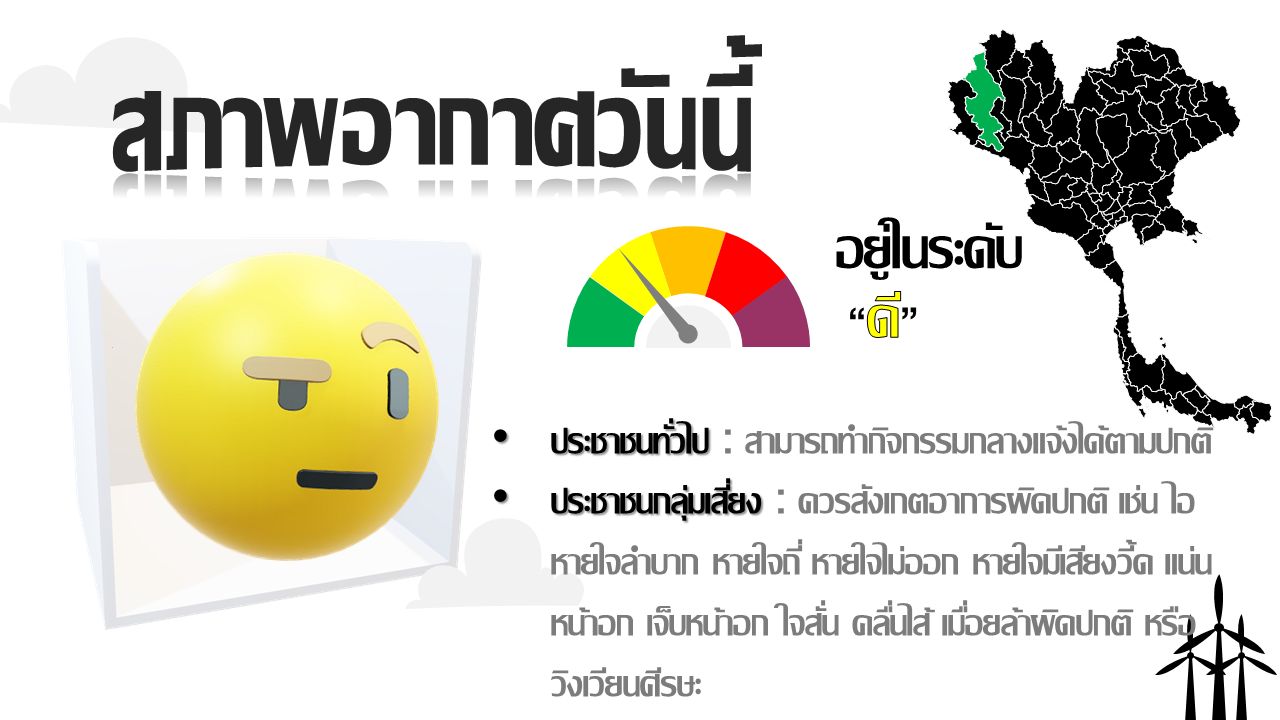 สภาพอากาศวันนี้
อยู่ในระดับ
“ดี”
• ประชาชนทั่วไป : สามารถทำกิจกรรมกลางแจ้งได้ตามปกติ
• ประชาชนกลุ่มเสี่ยง : ควรสังเกตอาการผิดปกติ เช่น ไอ
หายใจลำบาก หายใจถี่ หายใจไม่ออก หายใจมีเสียงวี้ด แน่น
หน้าอก เจ็บหน้าอก ใจสั่น คลื่นไส้ เมื่อยล้าผิดปกติ หรือ
วิงเวียนศีรษะ